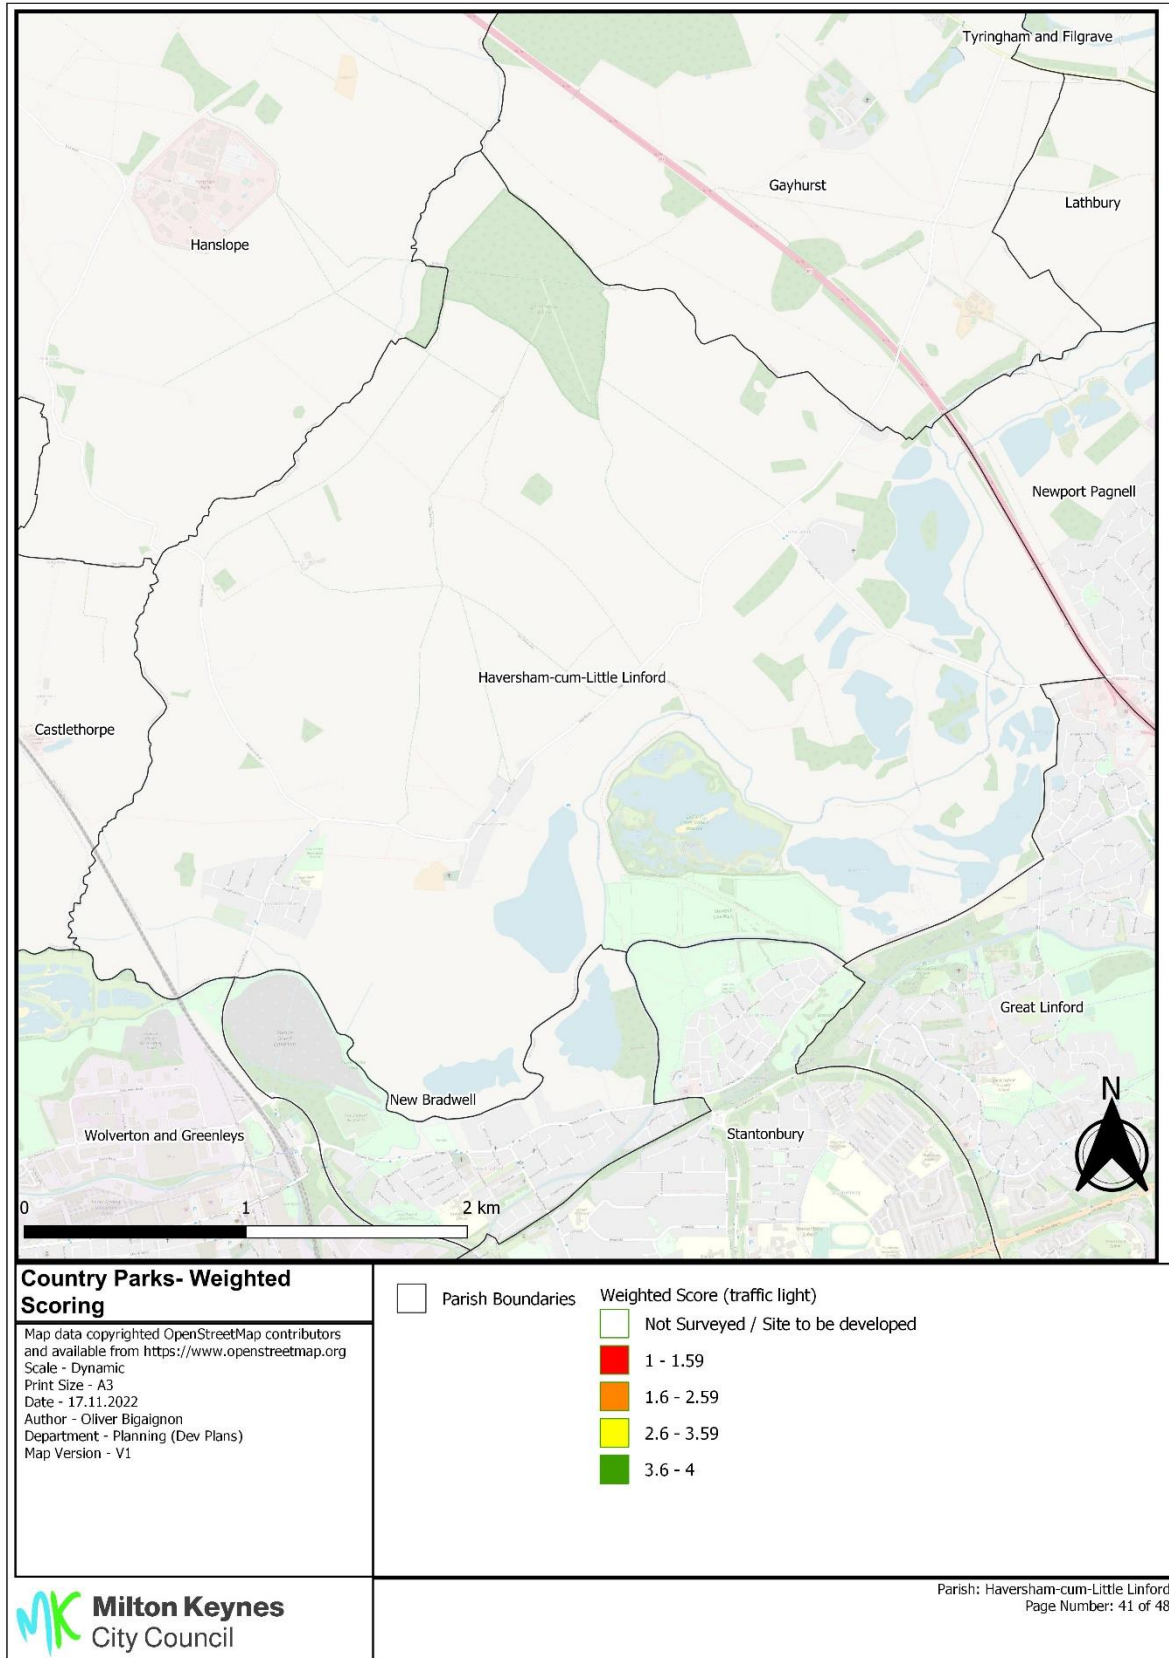 Tyringham and Filgrave
Gayhurst
Lathbury
Hanslope
Newport Pagnell
Haversham-cum-Little Linford
Castlethorpe
Great Linford
N
New Bradwell
Stantonbury
Wolverton and Greenleys
0 1 2 km
Country Parks- Weighted
Scoring
Map data copyrighted OpenStreetMap contributors
and available from https://www.openstreetmap.org
Scale - Dynamic
Print Size - A3
Date - 17.11.2022
Author - Oliver Bigaignon
Department - Planning (Dev Plans)
Map Version - V1
Parish Boundaries
Weighted Score (traffic light)
Not Surveyed / Site to be developed
1 - 1.59
1.6 - 2.59
2.6 - 3.59
3.6 - 4
MK Milton Keynes
City Council
Parish: Haversham-cum-Little Linford
Page Number: 41 of 48